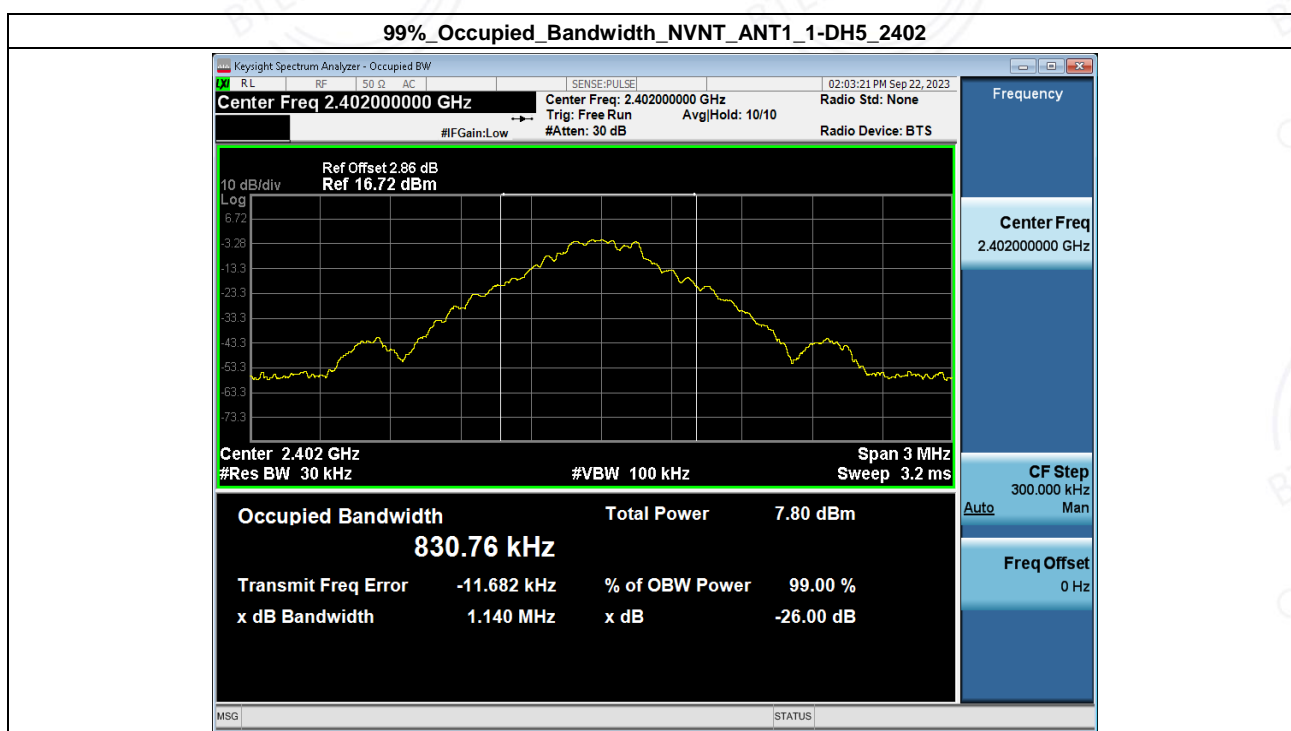 99%_Occupied_Bandwidth_NVNT_ANT1_1-DH5_2402
Keysight Spectrum Analyzer - Occupied BW
LXI RL RF 50 Ω AC SENSE:PULSE 02:03:21 PM Sep 22, 2023
Center Freq 2.402000000 GHz
Center Freq: 2.402000000 GHz Radio Std: None
Trig: Free Run Avg|Hold: 10/10
#IFGain:Low #Atten: 30 dB Radio Device: BTS
Ref Offset 2.86 dB
10 dB/div Ref 16.72 dBm
Log
6.72
-3.28
-13.3
-23.3
-33.3
-43.3
-53.3
-63.3
-73.3
Center 2.402 GHz Span 3 MHz
#Res BW 30 kHz #VBW 100 kHz Sweep 3.2 ms
Occupied Bandwidth Total Power 7.80 dBm
830.76 kHz
Transmit Freq Error -11.682 kHz % of OBW Power 99.00 %
x dB Bandwidth 1.140 MHz x dB -26.00 dB
MSG STATUS
Frequency
Center Freq
2.402000000 GHz
CF Step
300.000 kHz
Auto Man
Freq Offset
0 Hz